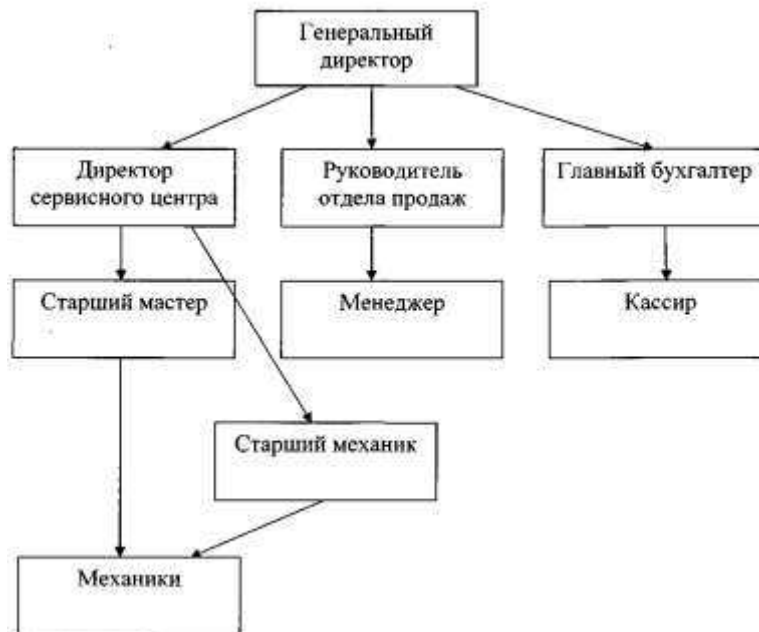 Генеральный
директор
Директор
сервисного центра
Руководитель
отдела продаж
Главный бухгалтер
Старший мастер
Менеджер
Кассир
Старший механик
Механики